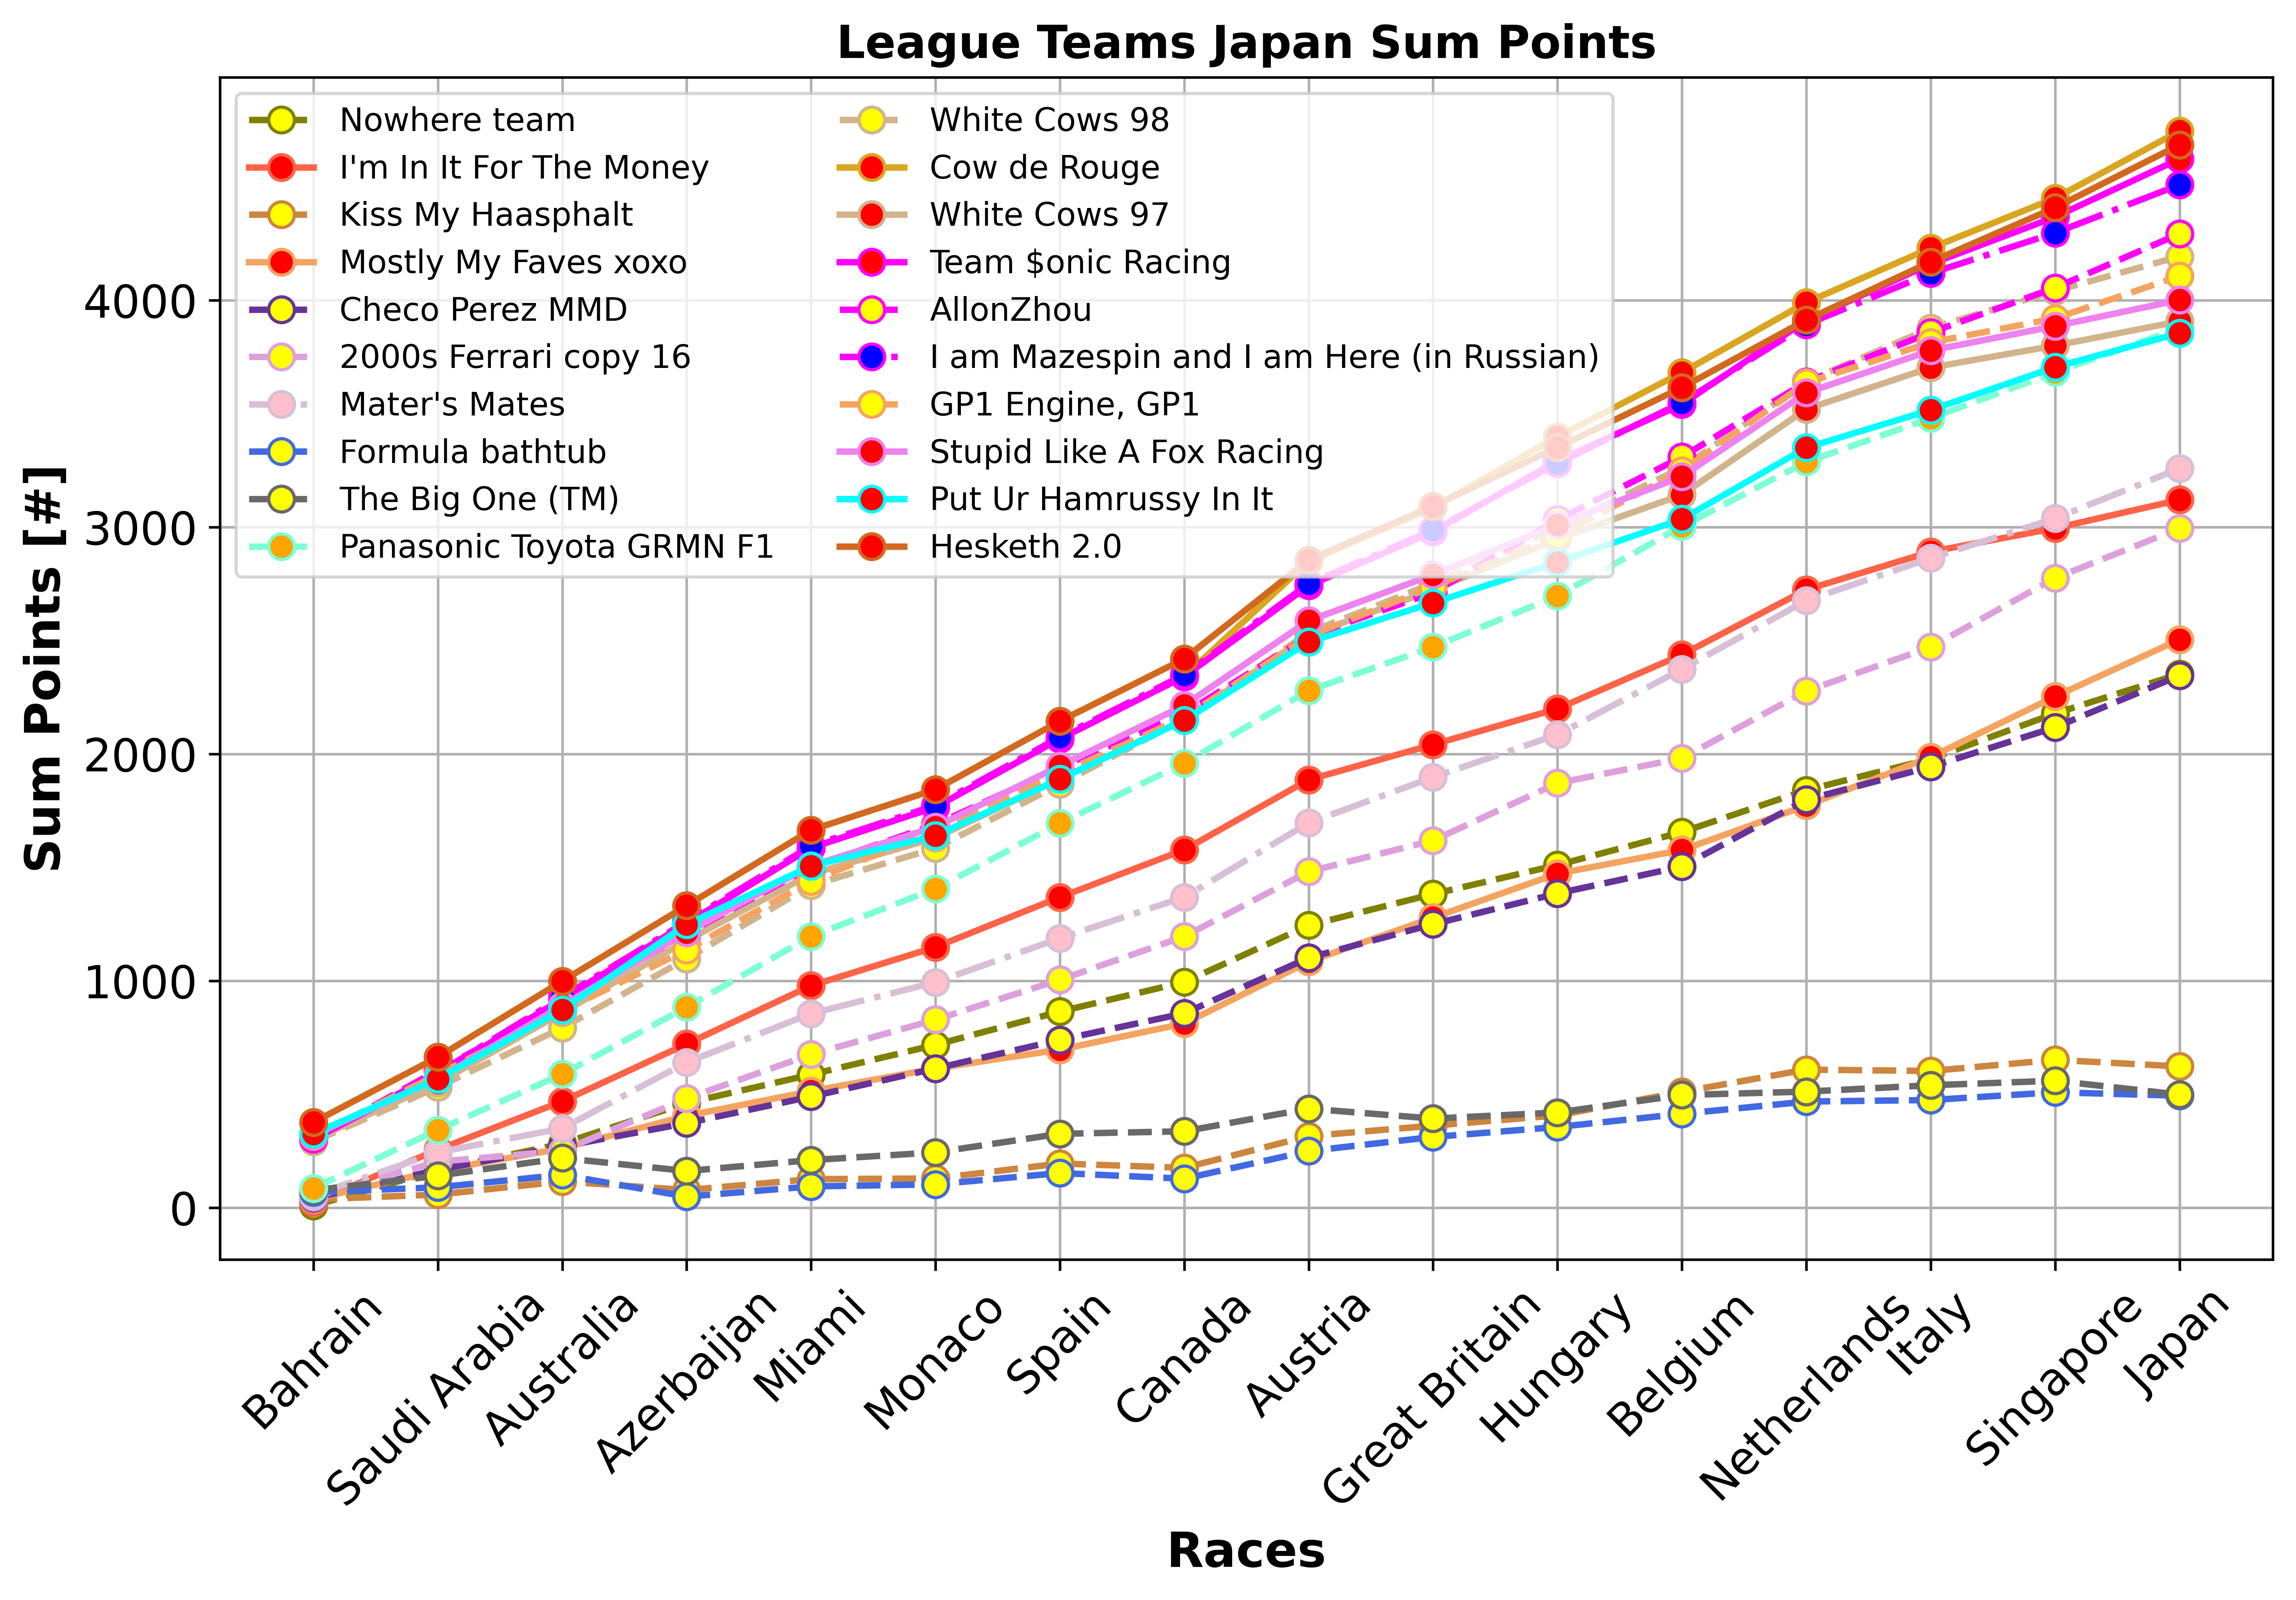 League Teams Japan Sum Points
Nowhere team
I'm In It For The Money
Kiss My Haasphalt
Mostly My Faves xoxo
Checo Perez MMD
2000s Ferrari copy 16
Mater's Mates
Formula bathtub
The Big One (TM)
Panasonic Toyota GRMN F1
White Cows 98
Cow de Rouge
White Cows 97
Team $onic Racing
AllonZhou
I am Mazespin and I am Here (in Russian)
GP1 Engine, GP1
Stupid Like A Fox Racing
Put Ur Hamrussy In It
Hesketh 2.0
Sum Points [#]
4000
3000
2000
1000
0
Bahrain
Saudi Arabia
Australia
Azerbaijan
Miami
Monaco
Spain
Canada
Austria
Great Britain
Hungary
Belgium
Netherlands
Italy
Singapore
Japan
Races